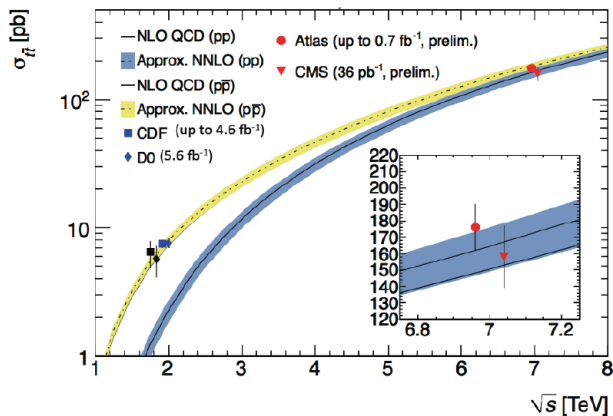 σtt̄ [pb]
NLO QCD (pp)
Approx. NNLO (pp)
NLO QCD (pp̄)
Approx. NNLO (pp̄)
CDF (up to 4.6 fb⁻¹)
D0 (5.6 fb⁻¹)
Atlas (up to 0.7 fb⁻¹, prelim.)
CMS (36 pb⁻¹, prelim.)
10²
10
1
220
210
200
190
180
170
160
150
140
130
120
6.8 7 7.2
1 2 3 4 5 6 7 8
√s [TeV]